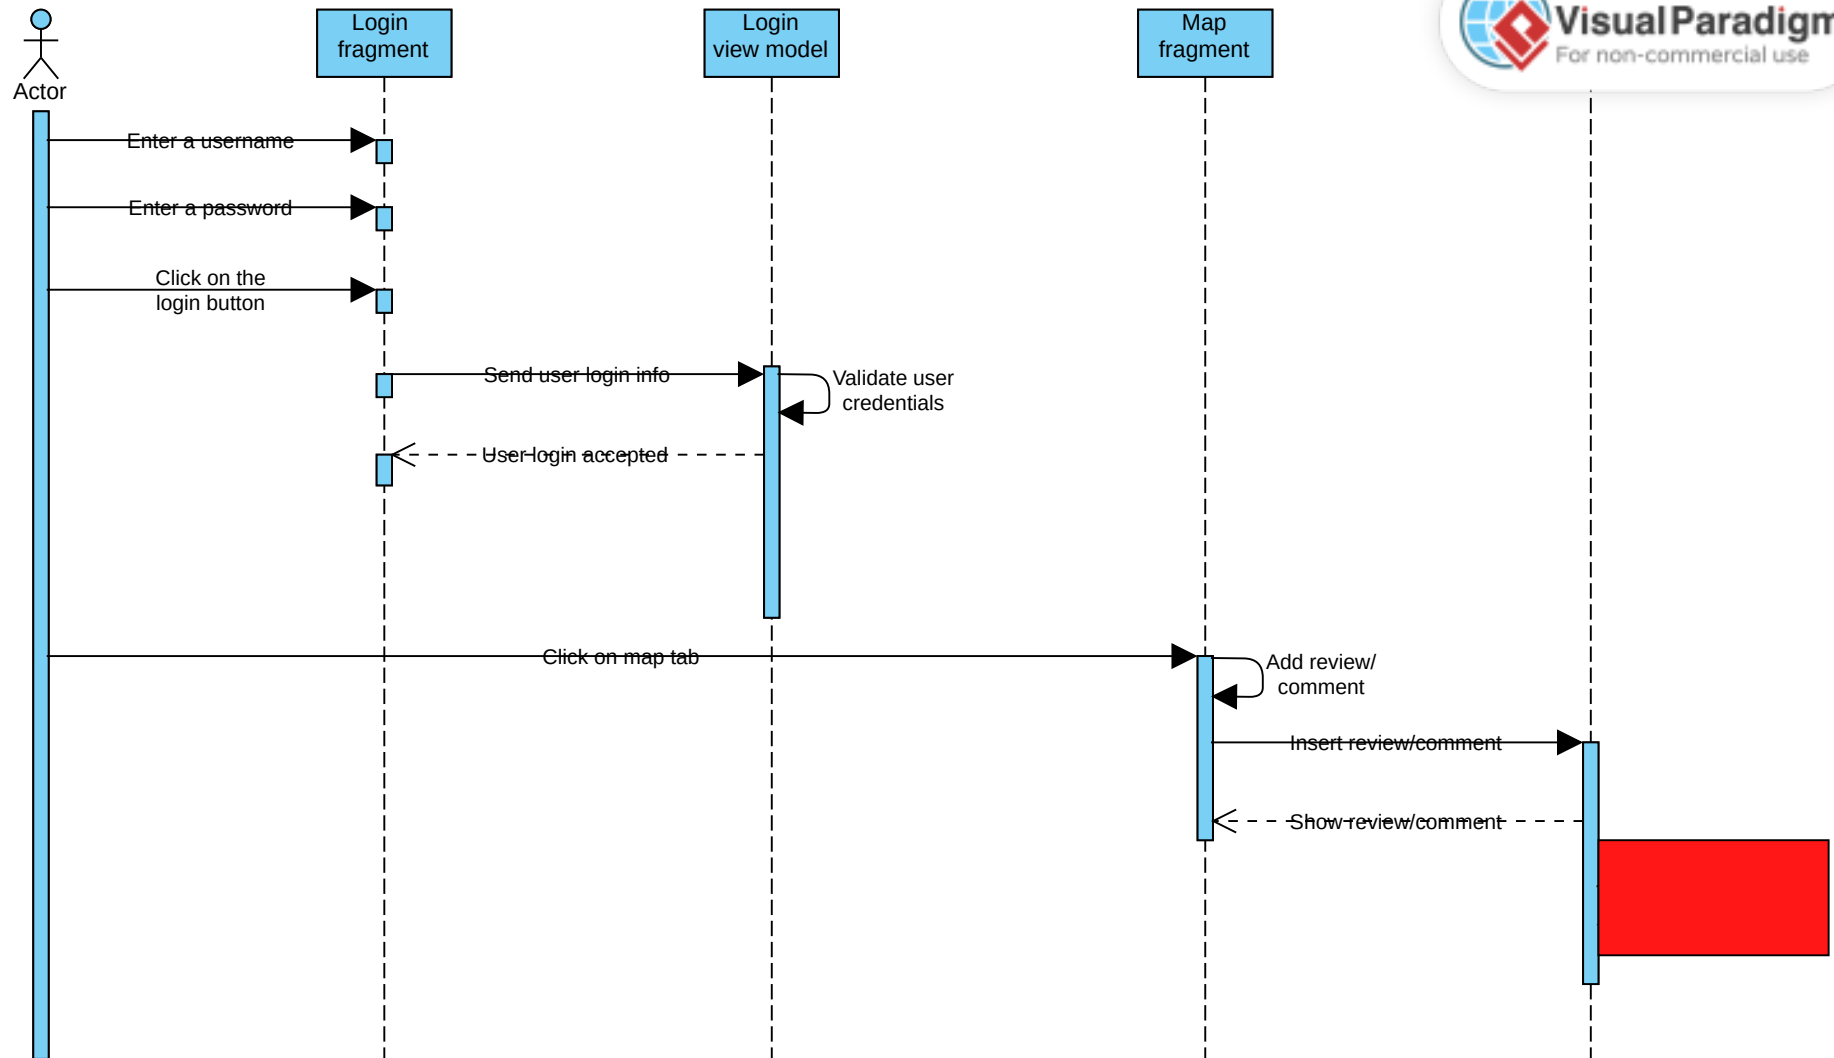 Login
fragment
Login
view model
Map
fragment
Visual Paradigm
For non-commercial use
Actor
Enter a username
Enter a password
Click on the
login button
Send user login info
Validate user
credentials
User login accepted
Click on map tab
Add review/
comment
Insert review/comment
Show review/comment